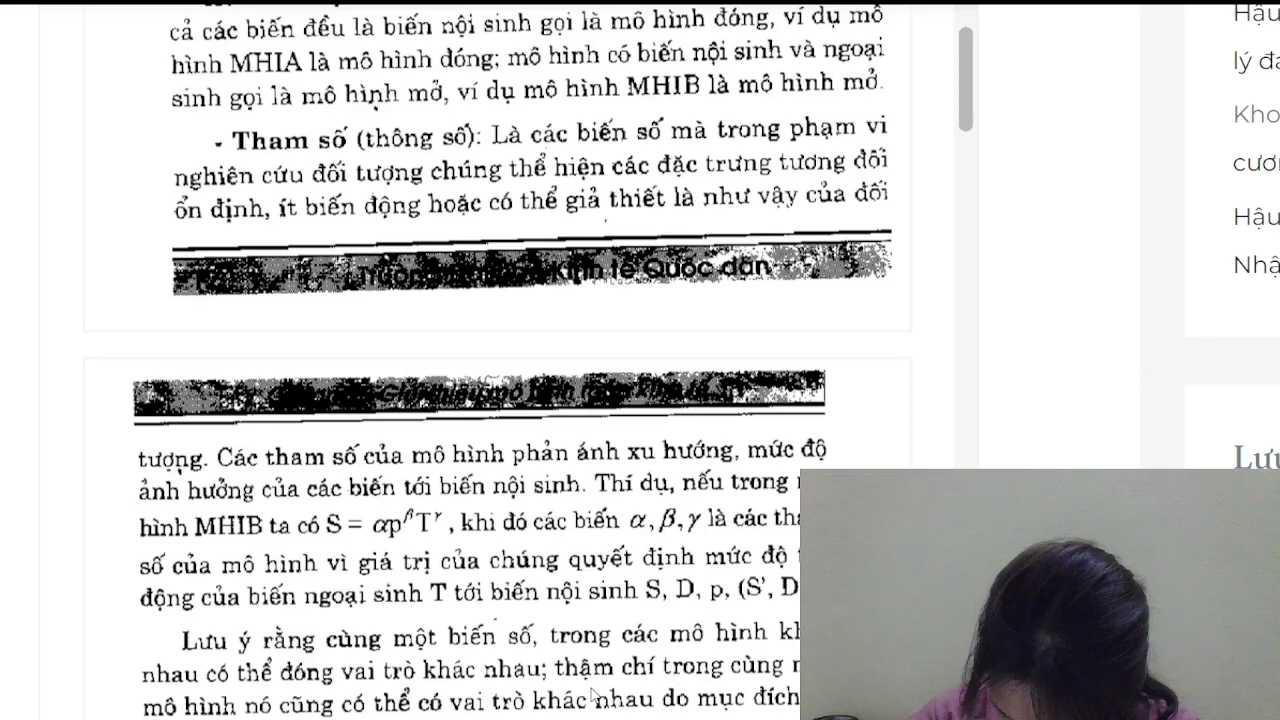 cả các biến đều là biến nội sinh gọi là mô hình đóng, ví dụ mô
hình MHIA là mô hình đóng; mô hình có biến nội sinh và ngoại
sinh gọi là mô hình mở, ví dụ mô hình MHIB là mô hình mở.
- Tham số (thông số): Là các biến số mà trong phạm vi
nghiên cứu đối tượng chúng thể hiện các đặc trưng tương đối
ổn định, ít biến động hoặc có thể giả thiết là như vậy của đối
Kinh tế Quốc dân
tượng. Các tham số của mô hình phản ánh xu hướng, mức độ
ảnh hưởng của các biến tới biến nội sinh. Thí dụ, nếu trong
hình MHIB ta có S = αp^βT^γ, khi đó các biến α, β, γ là các
số của mô hình vì giá trị của chúng quyết định mức độ
động của biến ngoại sinh T tới biến nội sinh S, D, p, (S', D
Lưu ý rằng cùng một biến số, trong các mô hình
nhau có thể đóng vai trò khác nhau; thậm chí trong cùng
mô hình nó cũng có thể có vai trò khác nhau do mục đích
Hậu
lý
Kho
Hậu